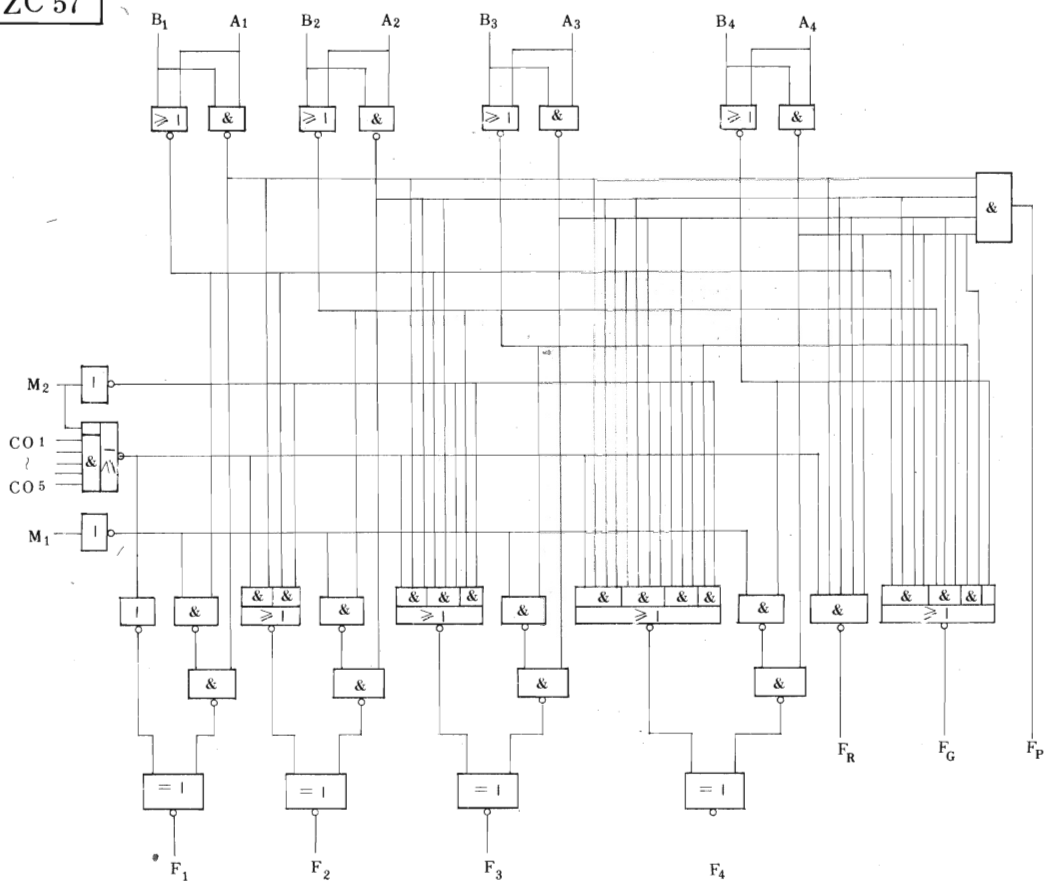 ZC 57
B1 A1 B2 A2 B3 A3 B4 A4
≥1 & ≥1 & ≥1 & ≥1 &
&
M2 1
CO 1
~ & ≥1
CO 5
M1 1
1 & & & & & & & & & & & & & & & & & & &
≥1 ≥1 ≥1 ≥1
& & & &
FR FG FP
=1 =1 =1 =1
F1 F2 F3 F4